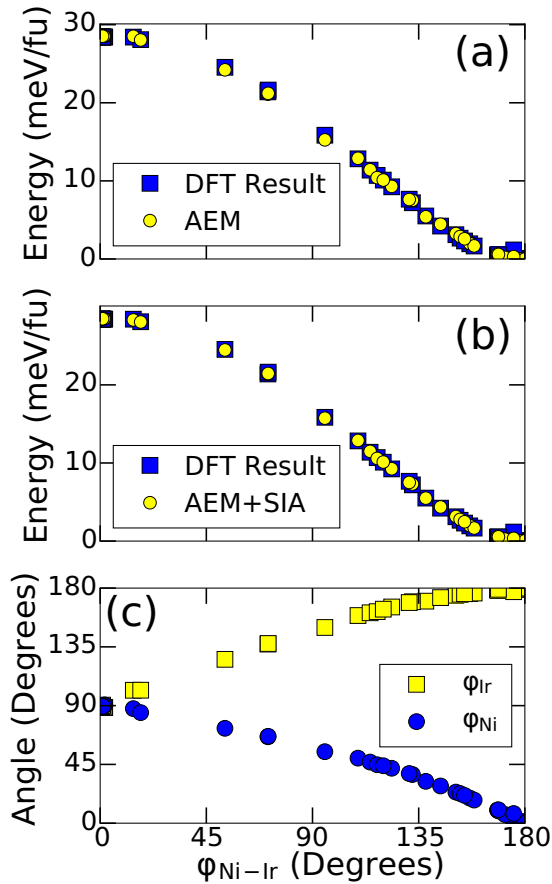 30
20
10
0
Energy (meV/fu)
(a)
DFT Result
AEM
20
10
0
Energy (meV/fu)
(b)
DFT Result
AEM+SIA
180
135
90
45
0
Angle (Degrees)
(c)
φIr
φNi
0 45 90 135 180
φNi−Ir (Degrees)